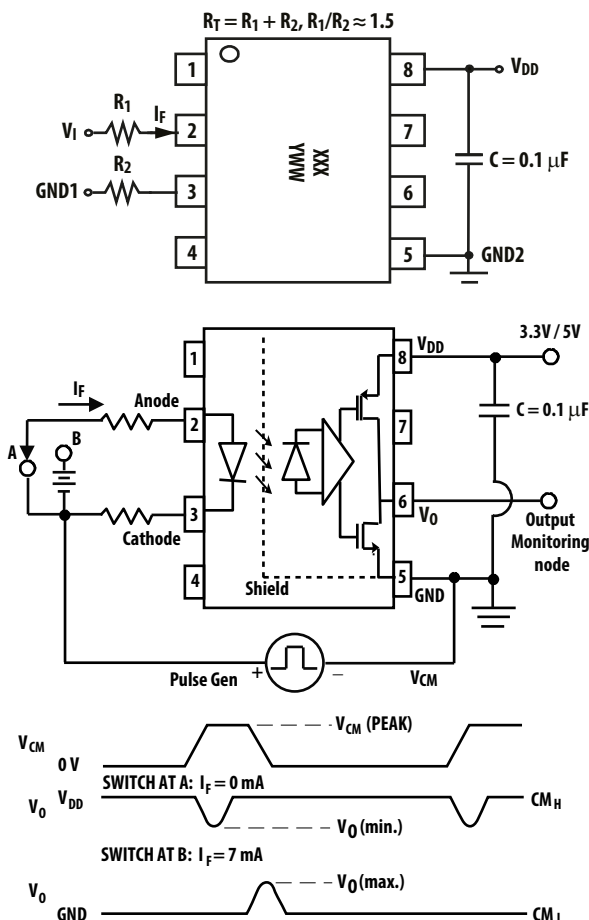 R_T = R_1 + R_2, R_1/R_2 ≈ 1.5
1
8
V_DD
R_1
I_F
V_I
2
7
XXX
YWW
C = 0.1 μF
R_2
GND1
3
6
4
5
GND2
3.3V / 5V
1
8
V_DD
I_F
Anode
C = 0.1 μF
2
7
A
B
3
6
V_O
Cathode
Output
Monitoring
node
4
Shield
5
GND
Pulse Gen
+
–
V_CM
V_CM (PEAK)
V_CM
0 V
SWITCH AT A: I_F = 0 mA
V_O
V_DD
CM_H
V_O (min.)
SWITCH AT B: I_F = 7 mA
V_O
V_O (max.)
GND
CM_L